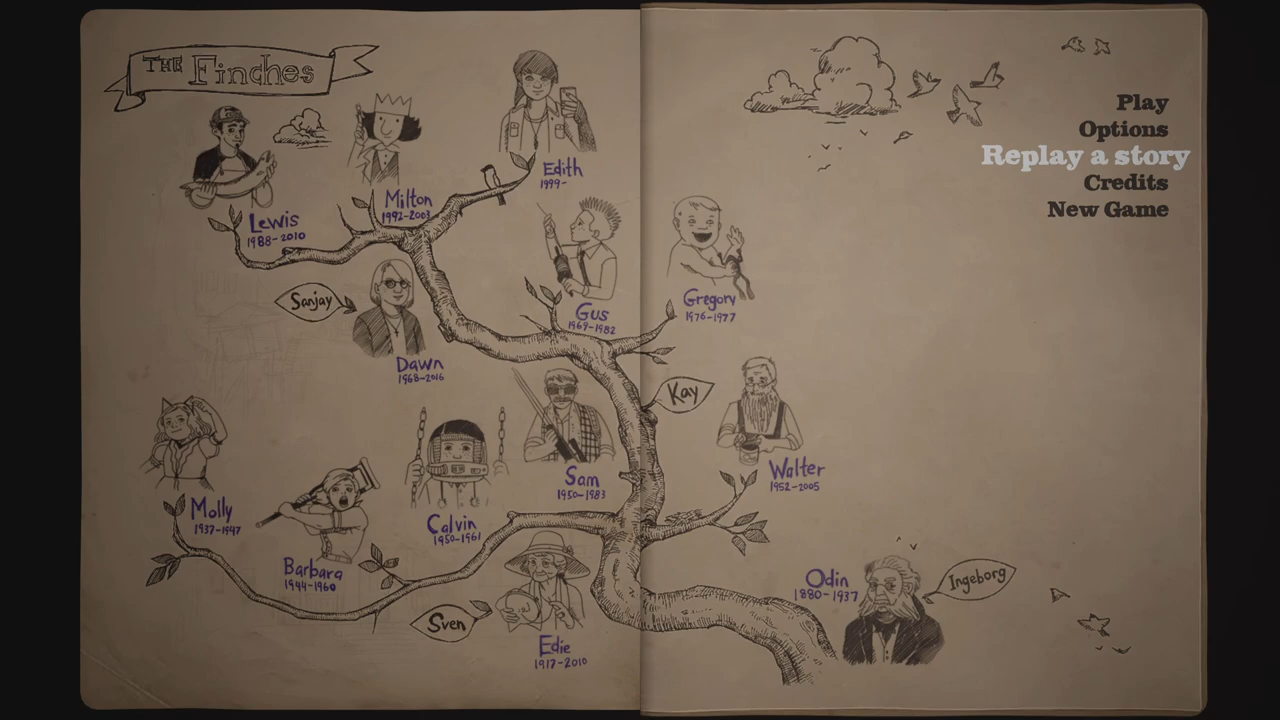 THE Finches
Edith
1999-
Milton
1992-2003
Lewis
1988-2010
Sanjay
Gus
1969-1982
Gregory
1976-1977
Dawn
1968-2016
Kay
Sam
1950-1983
Walter
1952-2005
Molly
1937-1947
Calvin
1950-1961
Barbara
1944-1960
Sven
Edie
1917-2010
Odin
1880-1937
Ingeborg
Play
Options
Replay a story
Credits
New Game